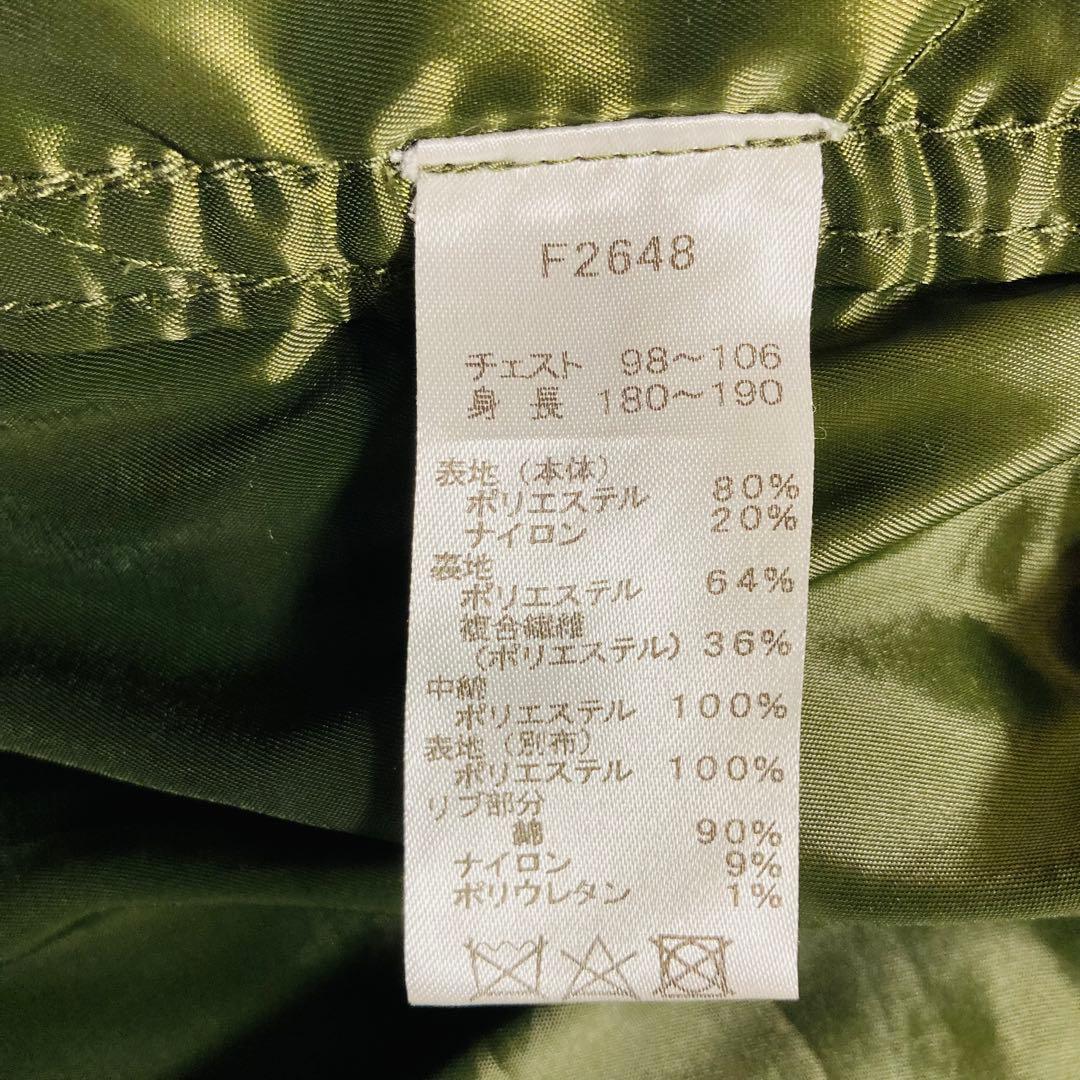 F2648
チェスト 98～106
身 長 180～190
表地（本体）
ポリエステル 80%
ナイロン 20%
裏地
ポリエステル 64%
複合繊維
（ポリエステル） 36%
中綿
ポリエステル 100%
表地（別布）
ポリエステル 100%
リブ部分
綿 90%
ナイロン 9%
ポリウレタン 1%